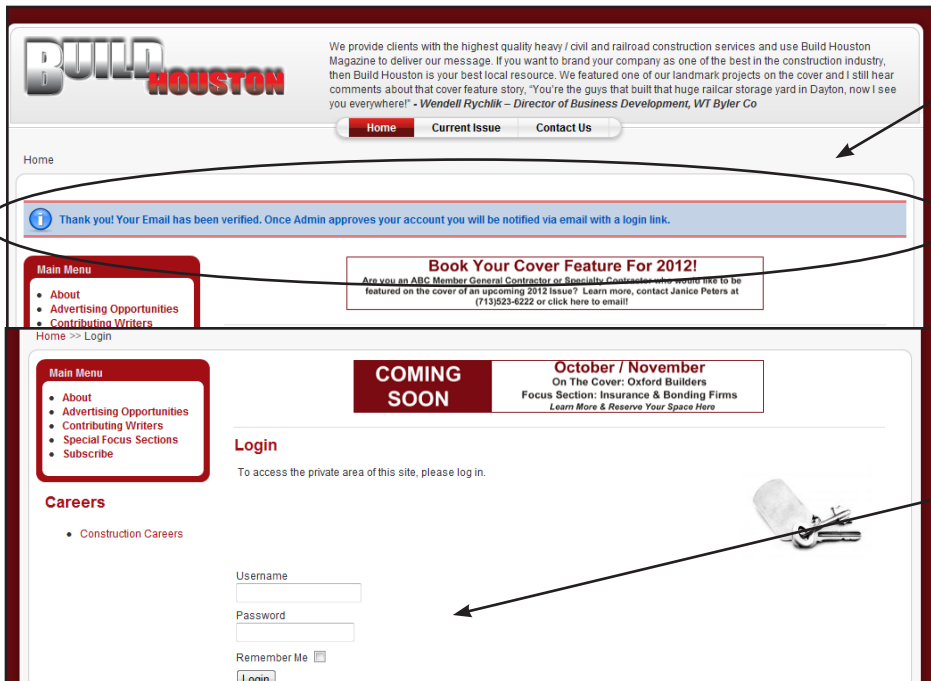 BUILD
HOUSTON
We provide clients with the highest quality heavy / civil and railroad construction services and use Build Houston
Magazine to deliver our message. If you want to brand your company as one of the best in the construction industry,
then Build Houston is your best local resource. We featured one of our landmark projects on the cover and I still hear
comments about that cover feature story, "You're the guys that built that huge railcar storage yard in Dayton, now I see
you everywhere!" - Wendell Rychlik – Director of Business Development, WT Byler Co
Home Current Issue Contact Us
Home
Thank you! Your Email has been verified. Once Admin approves your account you will be notified via email with a login link.
Main Menu
About
Advertising Opportunities
Contributing Writers
Book Your Cover Feature For 2012!
Are you an ABC Member General Contractor or Specialty Contractor who would like to be
featured on the cover of an upcoming 2012 Issue? Learn more, contact Janice Peters at
(713)523-6222 or click here to email!
Home >> Login
Main Menu
About
Advertising Opportunities
Contributing Writers
Special Focus Sections
Subscribe
Careers
Construction Careers
COMING
SOON
October / November
On The Cover: Oxford Builders
Focus Section: Insurance & Bonding Firms
Learn More & Reserve Your Space Here
Login
To access the private area of this site, please log in.
Username
Password
Remember Me
Login